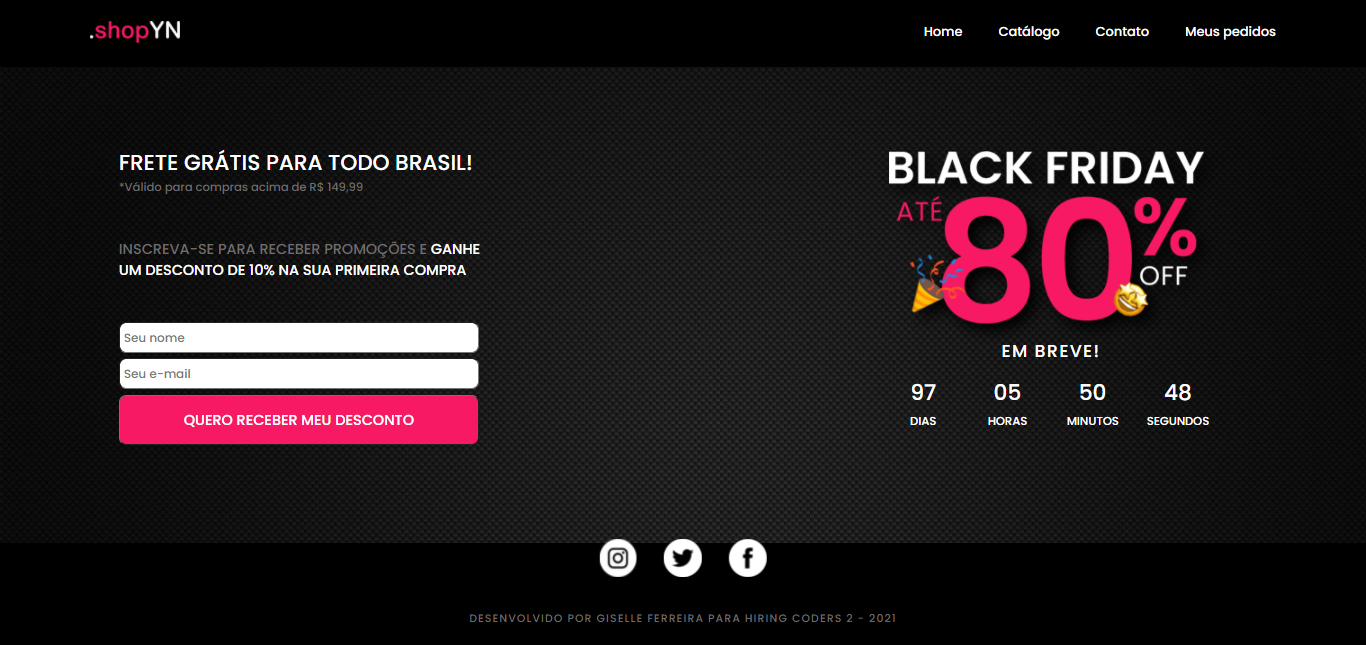 .shopYN
Home Catálogo Contato Meus pedidos
FRETE GRÁTIS PARA TODO BRASIL!
*Válido para compras acima de R$ 149,99
INSCREVA-SE PARA RECEBER PROMOÇÕES E GANHE
UM DESCONTO DE 10% NA SUA PRIMEIRA COMPRA
Seu nome
Seu e-mail
QUERO RECEBER MEU DESCONTO
BLACK FRIDAY
ATÉ 80%
OFF
EM BREVE!
97 05 50 48
DIAS HORAS MINUTOS SEGUNDOS
DESENVOLVIDO POR GISELLE FERREIRA PARA HIRING CODERS 2 - 2021